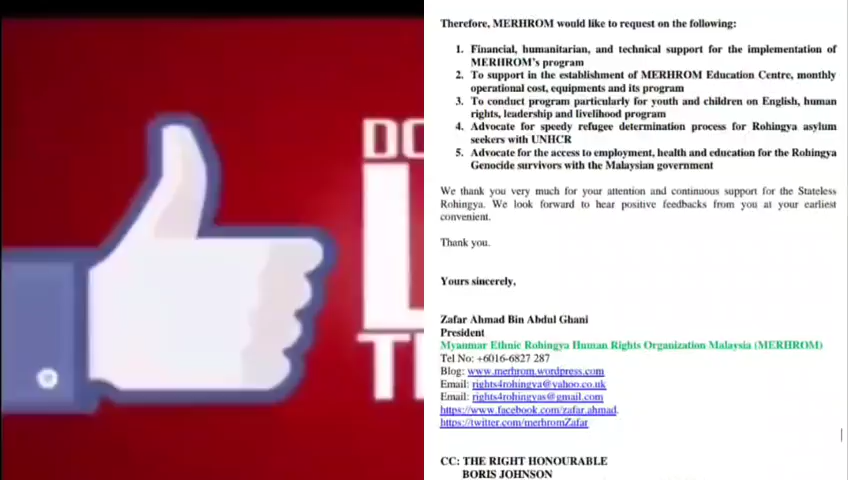 DO
L
T
Therefore, MERHROM would like to request on the following:
1. Financial, humanitarian, and technical support for the implementation of
MERHROM's program
2. To support in the establishment of MERHROM Education Centre, monthly
operational cost, equipments and its program
3. To conduct program particularly for youth and children on English, human
rights, leadership and livelihood program
4. Advocate for speedy refugee determination process for Rohingya asylum
seekers with UNHCR
5. Advocate for the access to employment, health and education for the Rohingya
Genocide survivors with the Malaysian government
We thank you very much for your attention and continuous support for the Stateless
Rohingya. We look forward to hear positive feedbacks from you at your earliest
convenient.
Thank you.
Yours sincerely,
Zafar Ahmad Bin Abdul Ghani
President
Myanmar Ethnic Rohingya Human Rights Organization Malaysia (MERHROM)
Tel No: +6016-6827 287
Blog: www.merhrom.wordpress.com
Email: rights4rohingya@yahoo.co.uk
Email: rights4rohingyas@gmail.com
https://www.facebook.com/zafar.ahmad.
https://twitter.com/merhromZafar
CC: THE RIGHT HONOURABLE
BORIS JOHNSON